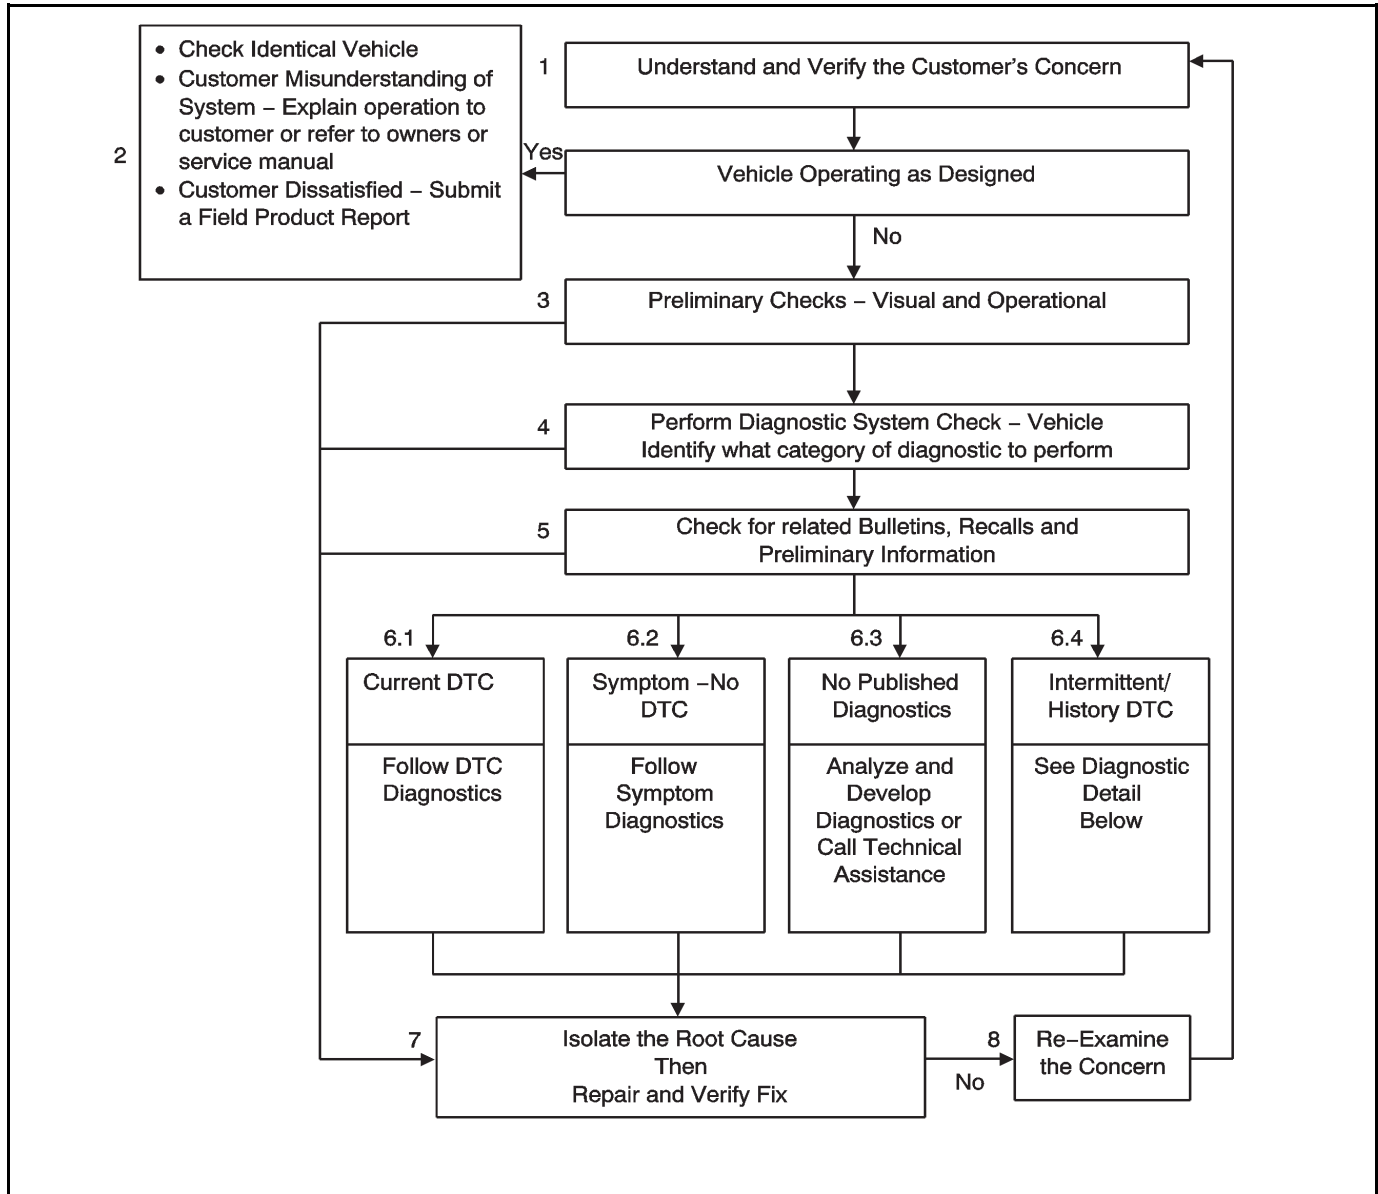 1
Understand and Verify the Customer's Concern
2
• Check Identical Vehicle
• Customer Misunderstanding of
System – Explain operation to
customer or refer to owners or
service manual
• Customer Dissatisfied – Submit
a Field Product Report
Yes
Vehicle Operating as Designed
No
3
Preliminary Checks – Visual and Operational
4
Perform Diagnostic System Check – Vehicle
Identify what category of diagnostic to perform
5
Check for related Bulletins, Recalls and
Preliminary Information
6.1
Current DTC
Follow DTC
Diagnostics
6.2
Symptom –No
DTC
Follow
Symptom
Diagnostics
6.3
No Published
Diagnostics
Analyze and
Develop
Diagnostics or
Call Technical
Assistance
6.4
Intermittent/
History DTC
See Diagnostic
Detail
Below
7
Isolate the Root Cause
Then
Repair and Verify Fix
No
8
Re–Examine
the Concern